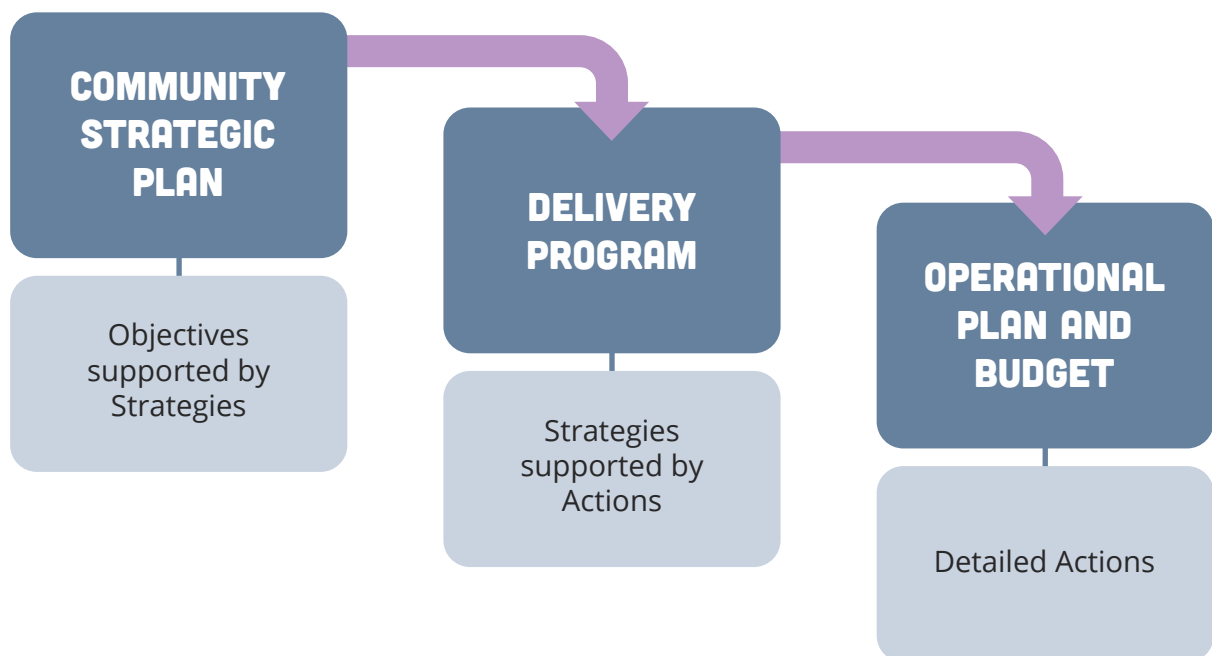 COMMUNITY
STRATEGIC
PLAN
Objectives
supported by
Strategies
DELIVERY
PROGRAM
Strategies
supported by
Actions
OPERATIONAL
PLAN AND
BUDGET
Detailed Actions